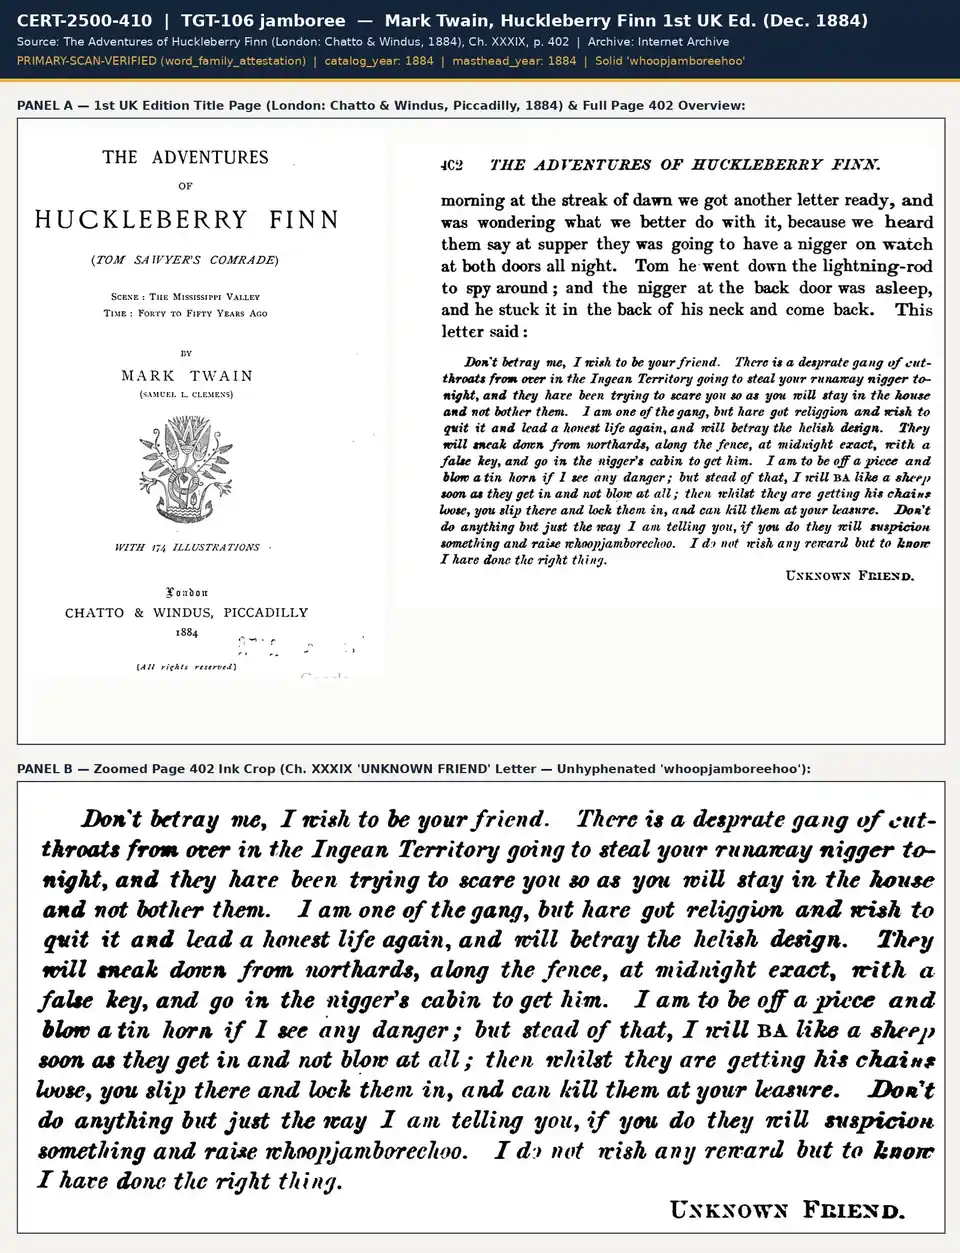 CERT-2500-410 | TGT-106 jamboree — Mark Twain, Huckleberry Finn 1st UK Ed. (Dec. 1884)
Source: The Adventures of Huckleberry Finn (London: Chatto & Windus, 1884), Ch. XXXIX, p. 402 | Archive: Internet Archive
PRIMARY-SCAN-VERIFIED (word_family_attestation) | catalog_year: 1884 | masthead_year: 1884 | Solid 'whoopjamboreehoo'
PANEL A — 1st UK Edition Title Page (London: Chatto & Windus, Piccadilly, 1884) & Full Page 402 Overview:
THE ADVENTURES
OF
HUCKLEBERRY FINN
(TOM SAWYER'S COMRADE)
SCENE : THE MISSISSIPPI VALLEY
TIME : FORTY TO FIFTY YEARS AGO
BY
MARK TWAIN
(SAMUEL L. CLEMENS)
WITH 174 ILLUSTRATIONS
London
CHATTO & WINDUS, PICCADILLY
1884
[All rights reserved]
402 THE ADVENTURES OF HUCKLEBERRY FINN.
morning at the streak of dawn we got another letter ready, and
was wondering what we better do with it, because we heard
them say at supper they was going to have a nigger on watch
at both doors all night. Tom he went down the lightning-rod
to spy around ; and the nigger at the back door was asleep,
and he stuck it in the back of his neck and come back. This
letter said :
Don't betray me, I wish to be your friend. There is a desprate gang of cut-
throats from over in the Ingean Territory going to steal your runaway nigger to-
night, and they have been trying to scare you so as you will stay in the house
and not bother them. I am one of the gang, but have got religgion and wish to
quit it and lead a honest life again, and will betray the helish design. They
will sneak down from northards, along the fence, at midnight exact, with a
false key, and go in the nigger's cabin to get him. I am to be off a piece and
blow a tin horn if I see any danger ; but stead of that, I will BA like a sheep
soon as they get in and not blow at all ; then whilst they are getting his chains
loose, you slip there and lock them in, and can kill them at your leasure. Don't
do anything but just the way I am telling you, if you do they will suspicion
something and raise whoopjamboreehoo. I do not wish any reward but to know
I have done the right thing.
UNKNOWN FRIEND.
PANEL B — Zoomed Page 402 Ink Crop (Ch. XXXIX 'UNKNOWN FRIEND' Letter — Unhyphenated 'whoopjamboreehoo'):
Don't betray me, I wish to be your friend. There is a desprate gang of cut-
throats from over in the Ingean Territory going to steal your runaway nigger to-
night, and they have been trying to scare you so as you will stay in the house
and not bother them. I am one of the gang, but have got religgion and wish to
quit it and lead a honest life again, and will betray the helish design. They
will sneak down from northards, along the fence, at midnight exact, with a
false key, and go in the nigger's cabin to get him. I am to be off a piece and
blow a tin horn if I see any danger ; but stead of that, I will BA like a sheep
soon as they get in and not blow at all ; then whilst they are getting his chains
loose, you slip there and lock them in, and can kill them at your leasure. Don't
do anything but just the way I am telling you, if you do they will suspicion
something and raise whoopjamboreehoo. I do not wish any reward but to know
I have done the right thing.
UNKNOWN FRIEND.